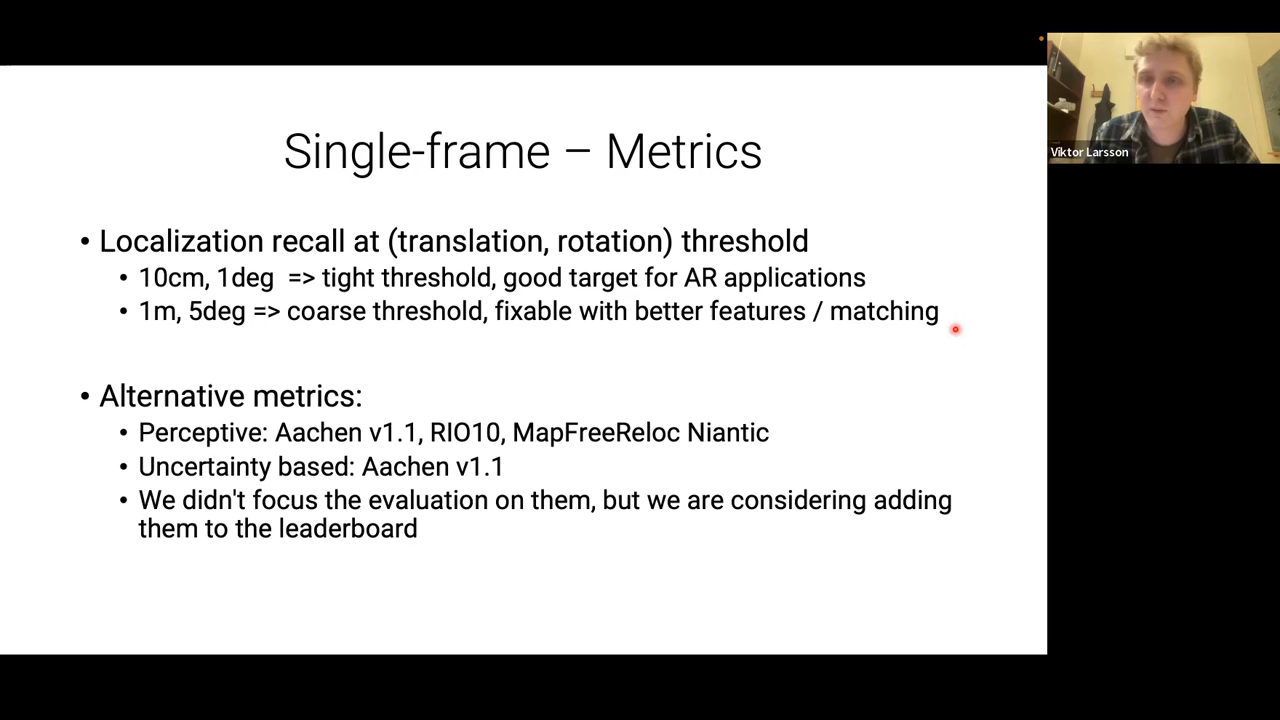 Single-frame – Metrics
• Localization recall at (translation, rotation) threshold
• 10cm, 1deg => tight threshold, good target for AR applications
• 1m, 5deg => coarse threshold, fixable with better features / matching
• Alternative metrics:
• Perceptive: Aachen v1.1, RIO10, MapFreeReloc Niantic
• Uncertainty based: Aachen v1.1
• We didn't focus the evaluation on them, but we are considering adding
them to the leaderboard
Viktor Larsson